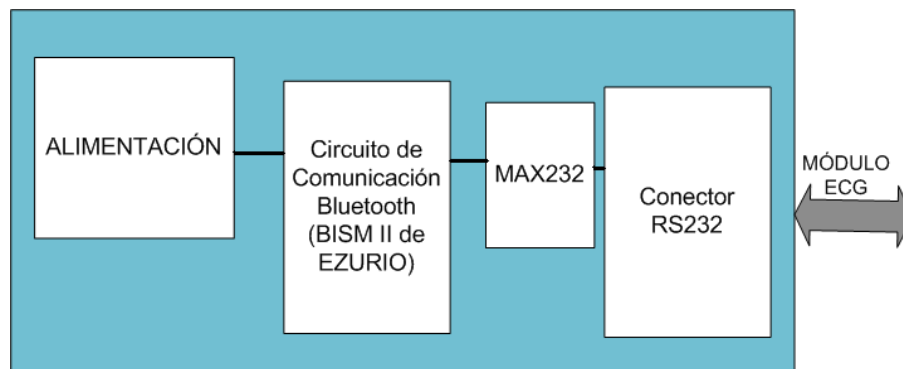 ALIMENTACIÓN
Circuito de
Comunicación
Bluetooth
(BISM II de
EZURIO)
MAX232
Conector
RS232
MÓDULO
ECG